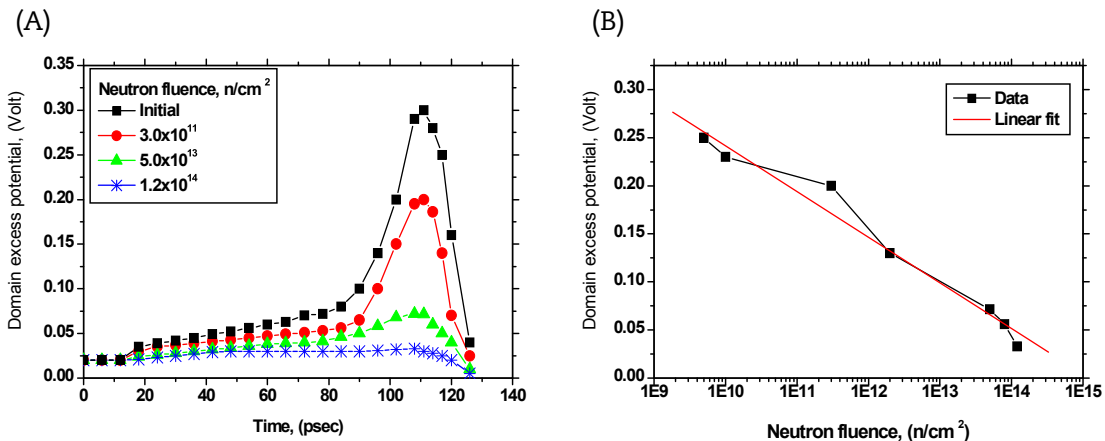 (A)
Domain excess potential, (Volt)
0.30
0.25
0.20
0.15
0.10
0.05
0.00
Neutron fluence, n/cm²
Initial
3.0x10¹¹
5.0x10¹³
1.2x10¹⁴
0 20 40 60 80 100 120 140
Time, (psec)
(B)
Domain excess potential, (Volt)
0.30
0.25
0.20
0.15
0.10
0.05
0.00
Data
Linear fit
1E9 1E10 1E11 1E12 1E13 1E14 1E15
Neutron fluence, (n/cm²)